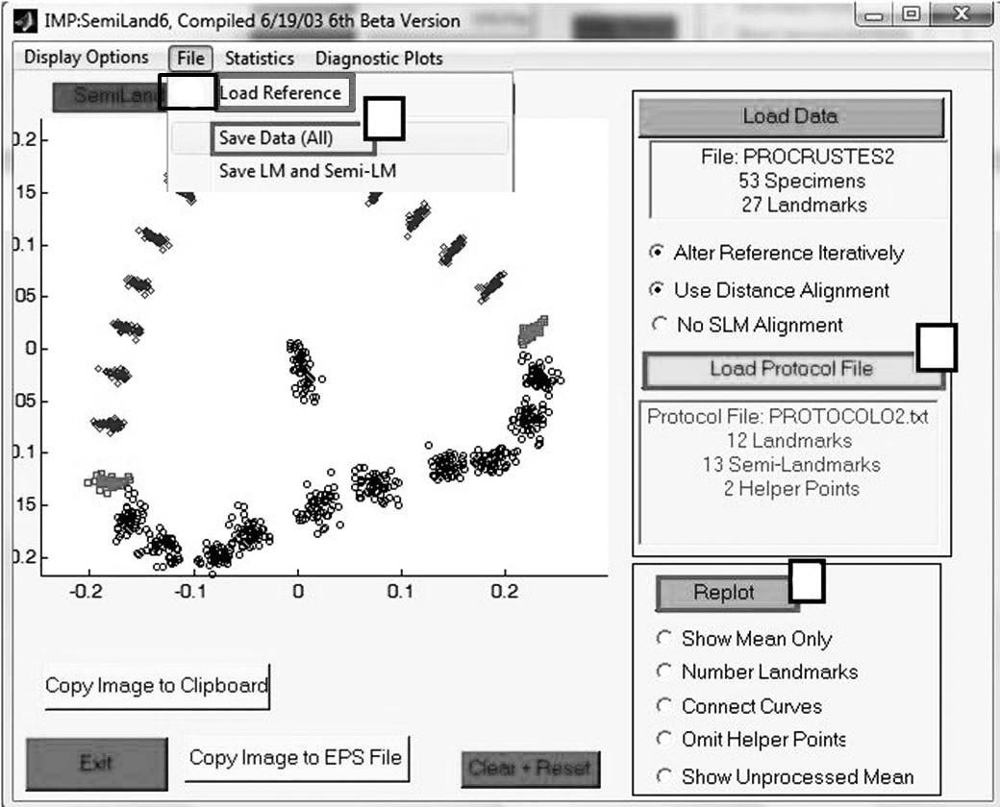 IMP:SemiLand6, Compiled 6/19/03 6th Beta Version
Display Options File Statistics Diagnostic Plots
SemiLand
Load Reference
Save Data (All)
Save LM and Semi-LM
0.2
15
0.1
05
0
05
0.1
15
0.2
-0.2 -0.1 0 0.1 0.2
Load Data
File: PROCRUSTES2
53 Specimens
27 Landmarks
Alter Reference Iteratively
Use Distance Alignment
No SLM Alignment
Load Protocol File
Protocol File: PROTOCOLO2.txt
12 Landmarks
13 Semi-Landmarks
2 Helper Points
Replot
Show Mean Only
Number Landmarks
Connect Curves
Omit Helper Points
Show Unprocessed Mean
Copy Image to Clipboard
Exit
Copy Image to EPS File
Clear + Reset